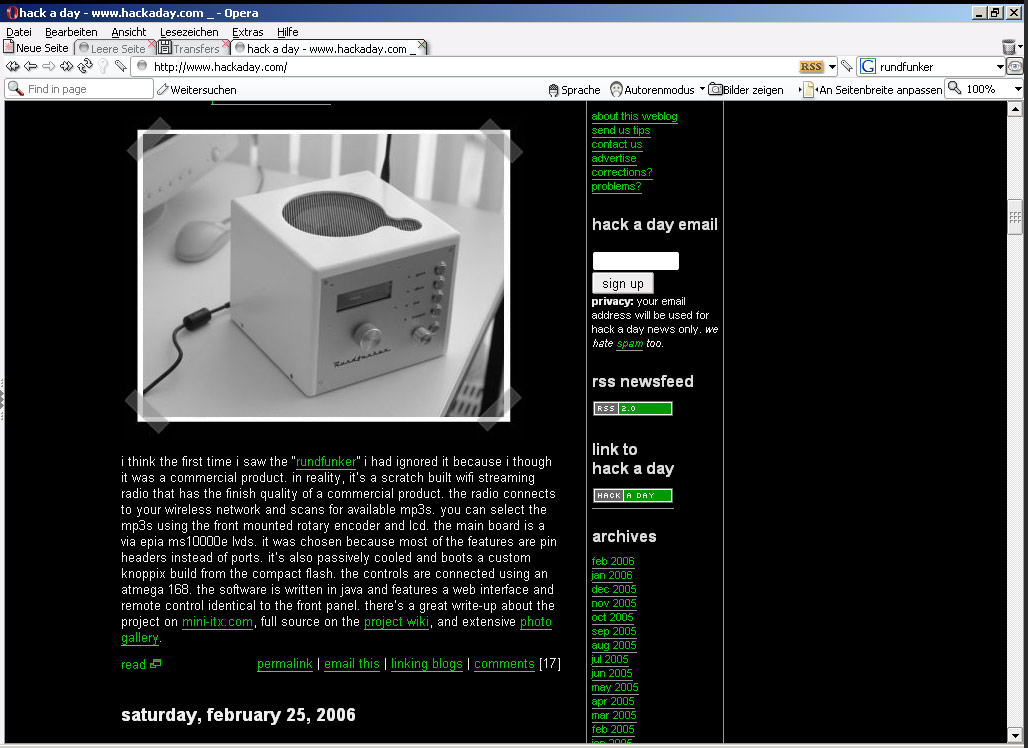 hack a day - www.hackaday.com _ - Opera
Datei Bearbeiten Ansicht Lesezeichen Extras Hilfe
Neue Seite Leere Seite Transfers hack a day - www.hackaday.com _
http://www.hackaday.com/ RSS rundfunker
Find in page Weitersuchen Sprache Autorenmodus Bilder zeigen An Seitenbreite anpassen 100%
Rundfunker
i think the first time i saw the "rundfunker" i had ignored it because i though
it was a commercial product. in reality, it's a scratch built wifi streaming
radio that has the finish quality of a commercial product. the radio connects
to your wireless network and scans for available mp3s. you can select the
mp3s using the front mounted rotary encoder and lcd. the main board is a
via epia ms10000e lvds. it was chosen because most of the features are pin
headers instead of ports. it's also passively cooled and boots a custom
knoppix build from the compact flash. the controls are connected using an
atmega 168. the software is written in java and features a web interface and
remote control identical to the front panel. there's a great write-up about the
project on mini-itx.com, full source on the project wiki, and extensive photo
gallery.
read permalink | email this | linking blogs | comments [17]
saturday, february 25, 2006
about this weblog
send us tips
contact us
advertise
corrections?
problems?
hack a day email
sign up
privacy: your email
address will be used for
hack a day news only. we
hate spam too.
rss newsfeed
RSS 2.0
link to
hack a day
HACK A DAY
archives
feb 2006
jan 2006
dec 2005
nov 2005
oct 2005
sep 2005
aug 2005
jul 2005
jun 2005
may 2005
apr 2005
mar 2005
feb 2005